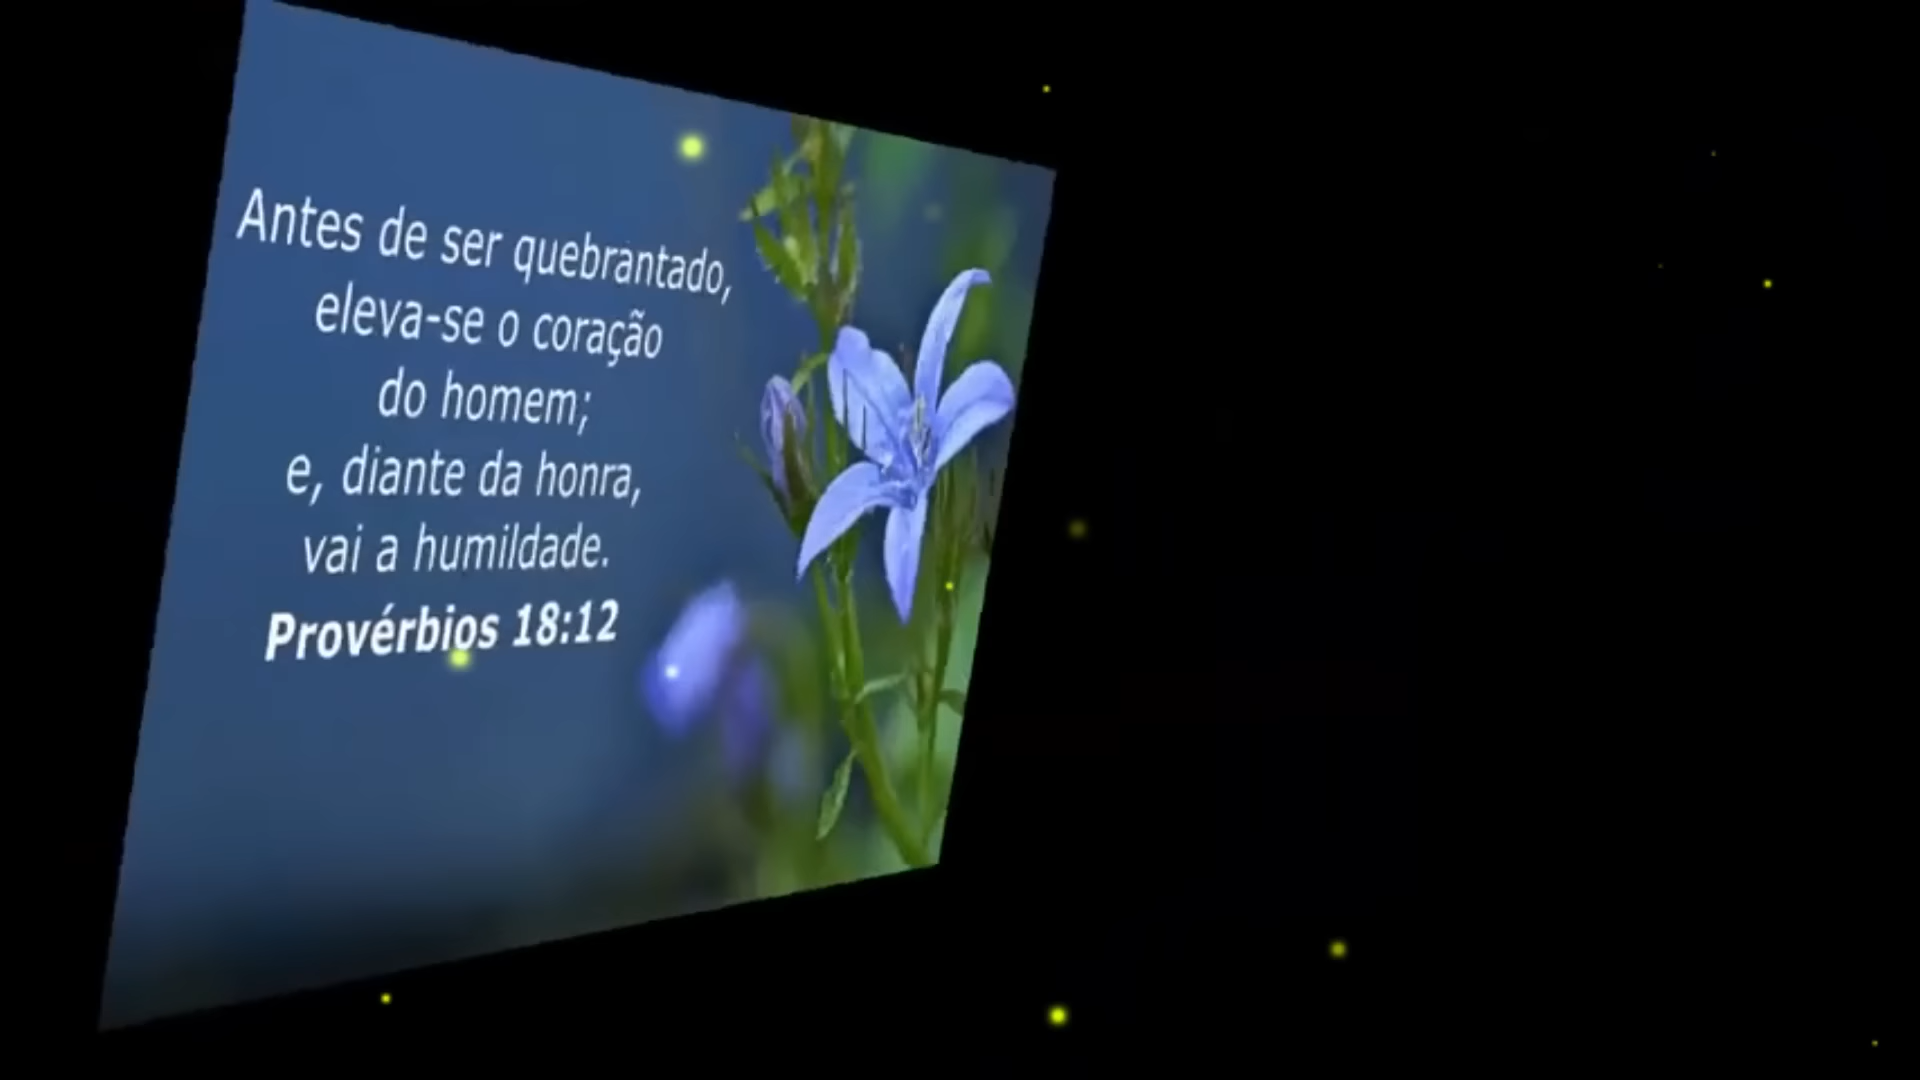 Antes de ser quebrantado,
eleva-se o coração
do homem;
e, diante da honra,
vai a humildade.
Provérbios 18:12